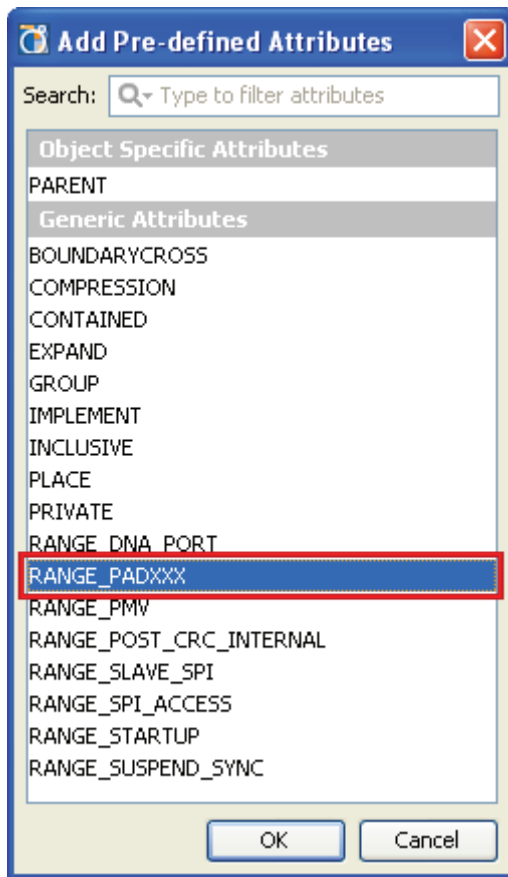 Add Pre-defined Attributes
Search: Type to filter attributes
Object Specific Attributes
PARENT
Generic Attributes
BOUNDARYCROSS
COMPRESSION
CONTAINED
EXPAND
GROUP
IMPLEMENT
INCLUSIVE
PLACE
PRIVATE
RANGE_DNA_PORT
RANGE_PADXXX
RANGE_PMV
RANGE_POST_CRC_INTERNAL
RANGE_SLAVE_SPI
RANGE_SPI_ACCESS
RANGE_STARTUP
RANGE_SUSPEND_SYNC
OK Cancel